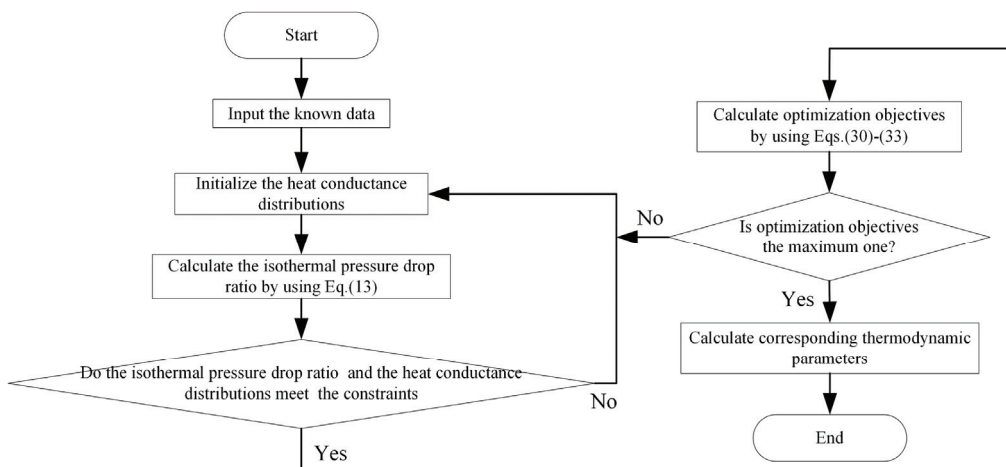 Start
Input the known data
Initialize the heat conductance
distributions
Calculate the isothermal pressure drop
ratio by using Eq.(13)
Do the isothermal pressure drop ratio and the heat conductance
distributions meet the constraints
No
Yes
Calculate optimization objectives
by using Eqs.(30)-(33)
Is optimization objectives
the maximum one?
No
Yes
Calculate corresponding thermodynamic
parameters
End